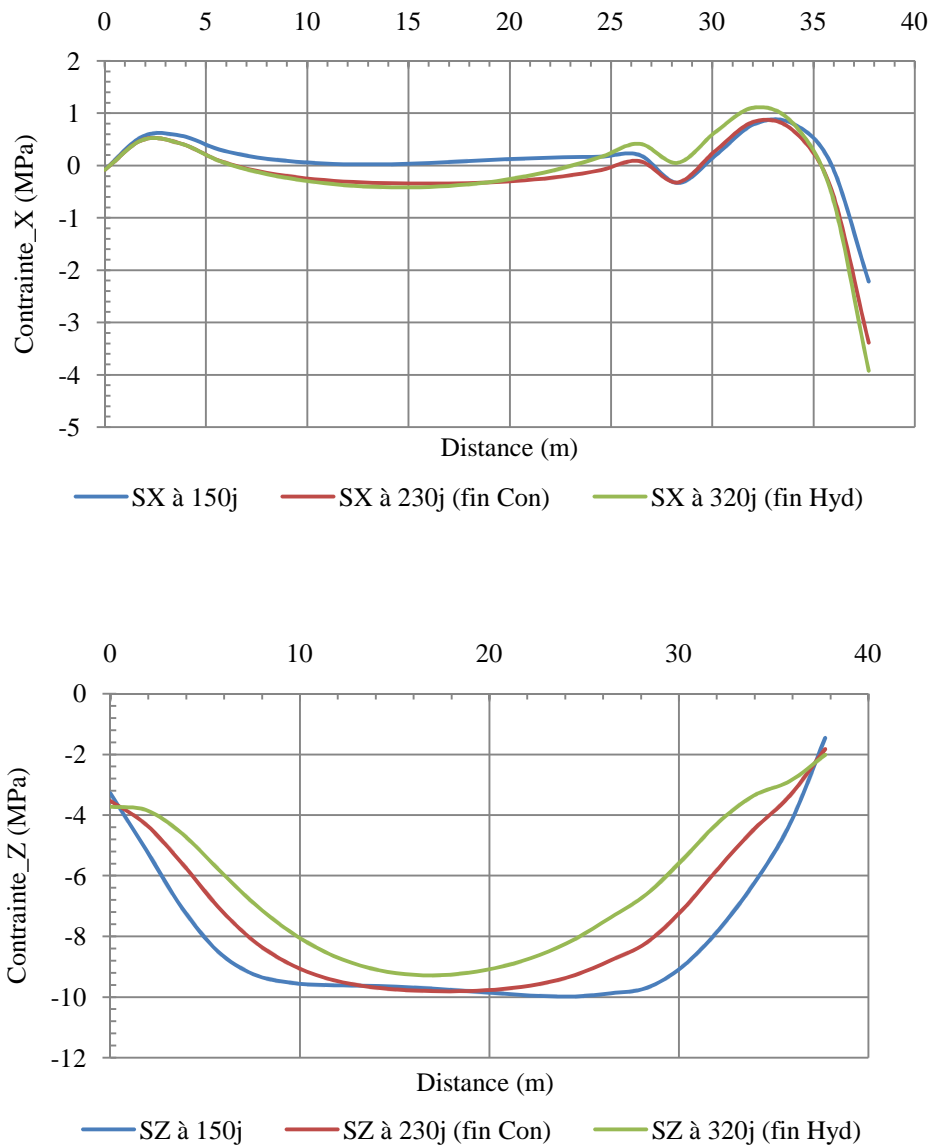 0 5 10 15 20 25 30 35 40
2
1
0
-1
-2
-3
-4
-5
Contrainte_X (MPa)
Distance (m)
SX à 150j SX à 230j (fin Con) SX à 320j (fin Hyd)
0 10 20 30 40
0
-2
-4
-6
-8
-10
-12
Contrainte_Z (MPa)
Distance (m)
SZ à 150j SZ à 230j (fin Con) SZ à 320j (fin Hyd)